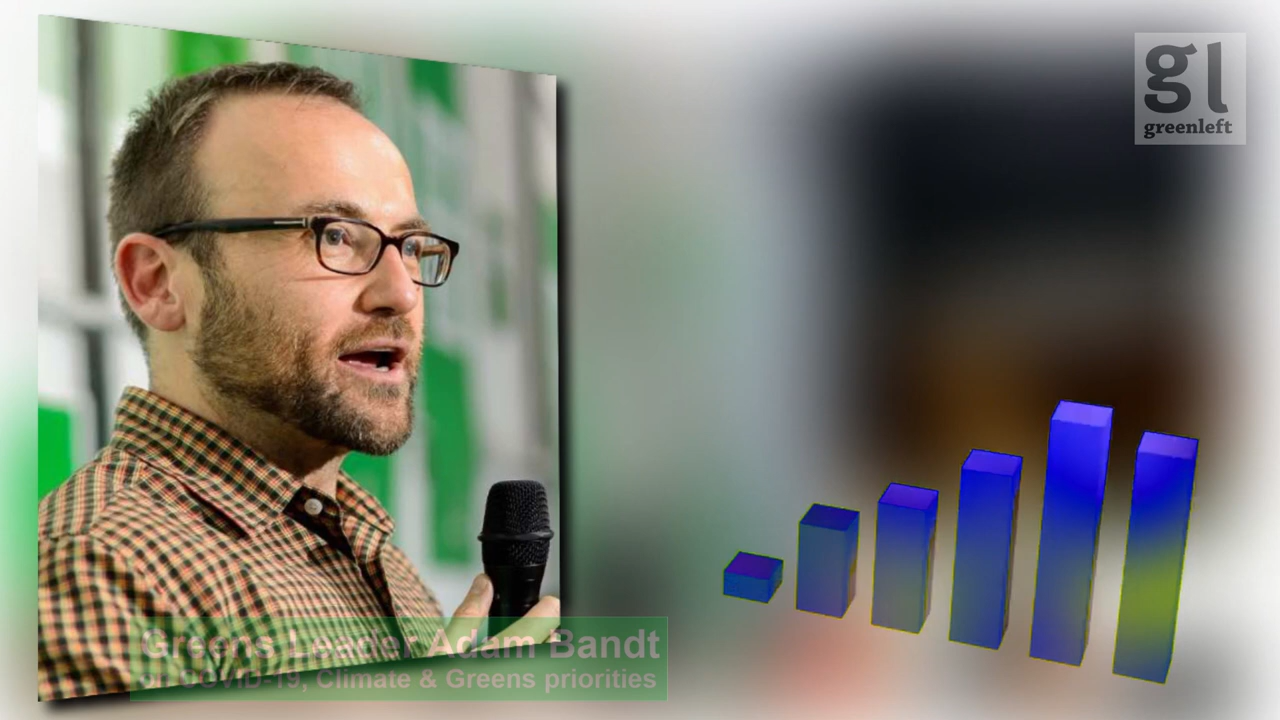 gl
greenleft
Greens Leader Adam Bandt
on COVID-19, Climate & Greens priorities